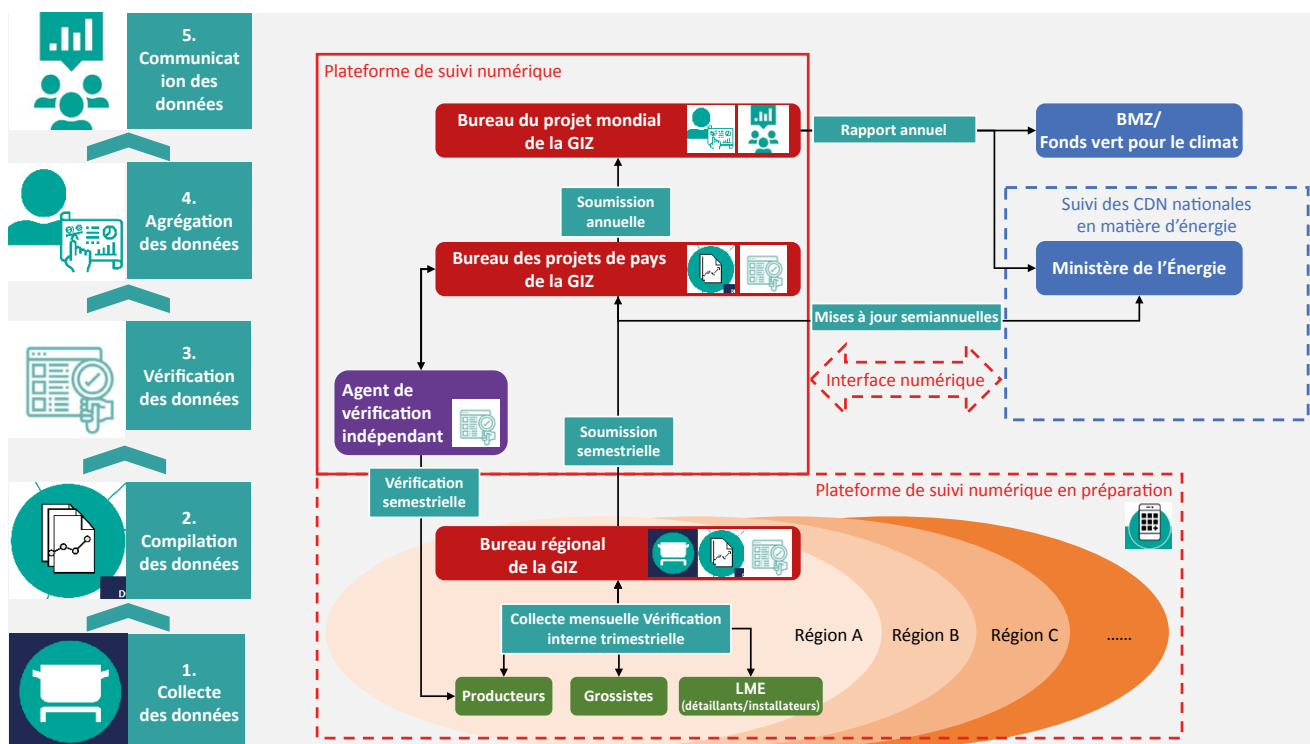 5.
Communicat
ion des
données
4.
Agrégation
des données
3.
Vérification
des données
2.
Compilation
des données
D
1.
Collecte
des données
Plateforme de suivi numérique
Bureau du projet mondial
de la GIZ
Rapport annuel
BMZ/
Fonds vert pour le climat
Soumission
annuelle
Suivi des CDN nationales
en matière d'énergie
Bureau des projets de pays
de la GIZ
Ministère de l'Énergie
Mises à jour semiannuelles
Interface numérique
Agent de
vérification
indépendant
Soumission
semestrielle
Vérification
semestrielle
Plateforme de suivi numérique en préparation
Bureau régional
de la GIZ
Collecte mensuelle Vérification
interne trimestrielle
Région A
Région B
Région C
......
Producteurs
Grossistes
LME
(détaillants/installateurs)